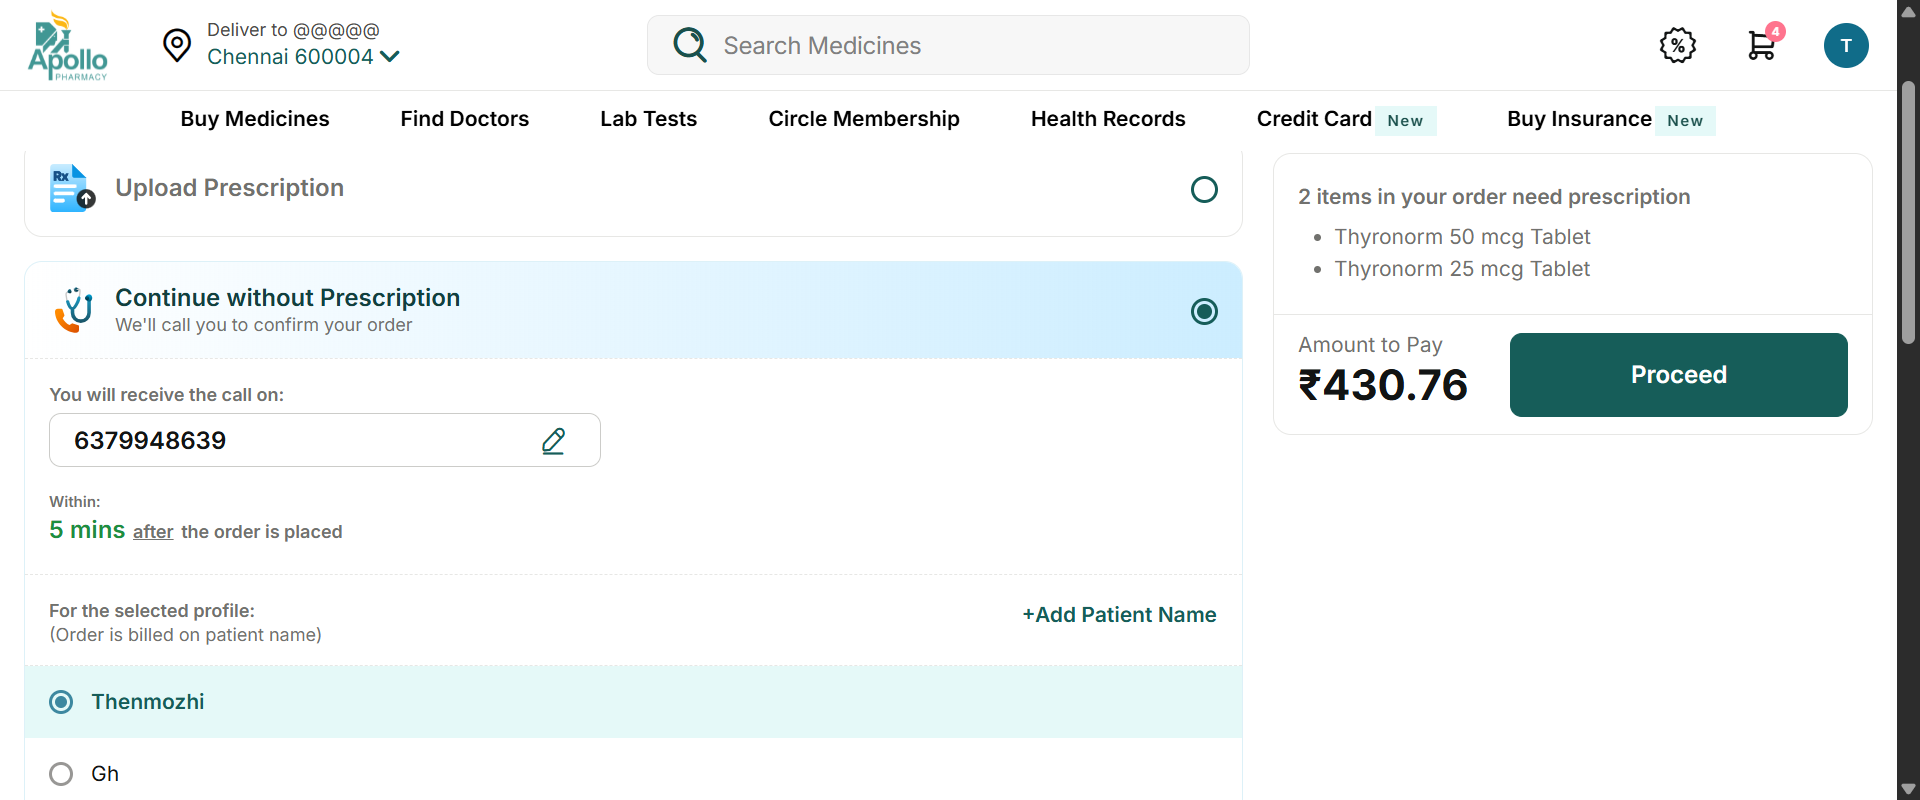 Apollo
PHARMACY
Deliver to @@@@@
Chennai 600004
Search Medicines
%
4
T
Buy Medicines
Find Doctors
Lab Tests
Circle Membership
Health Records
Credit Card New
Buy Insurance New
Rx
Upload Prescription
Continue without Prescription
We'll call you to confirm your order
You will receive the call on:
6379948639
Within:
5 mins after the order is placed
For the selected profile:
(Order is billed on patient name)
+Add Patient Name
Thenmozhi
Gh
2 items in your order need prescription
• Thyronorm 50 mcg Tablet
• Thyronorm 25 mcg Tablet
Amount to Pay
₹430.76
Proceed